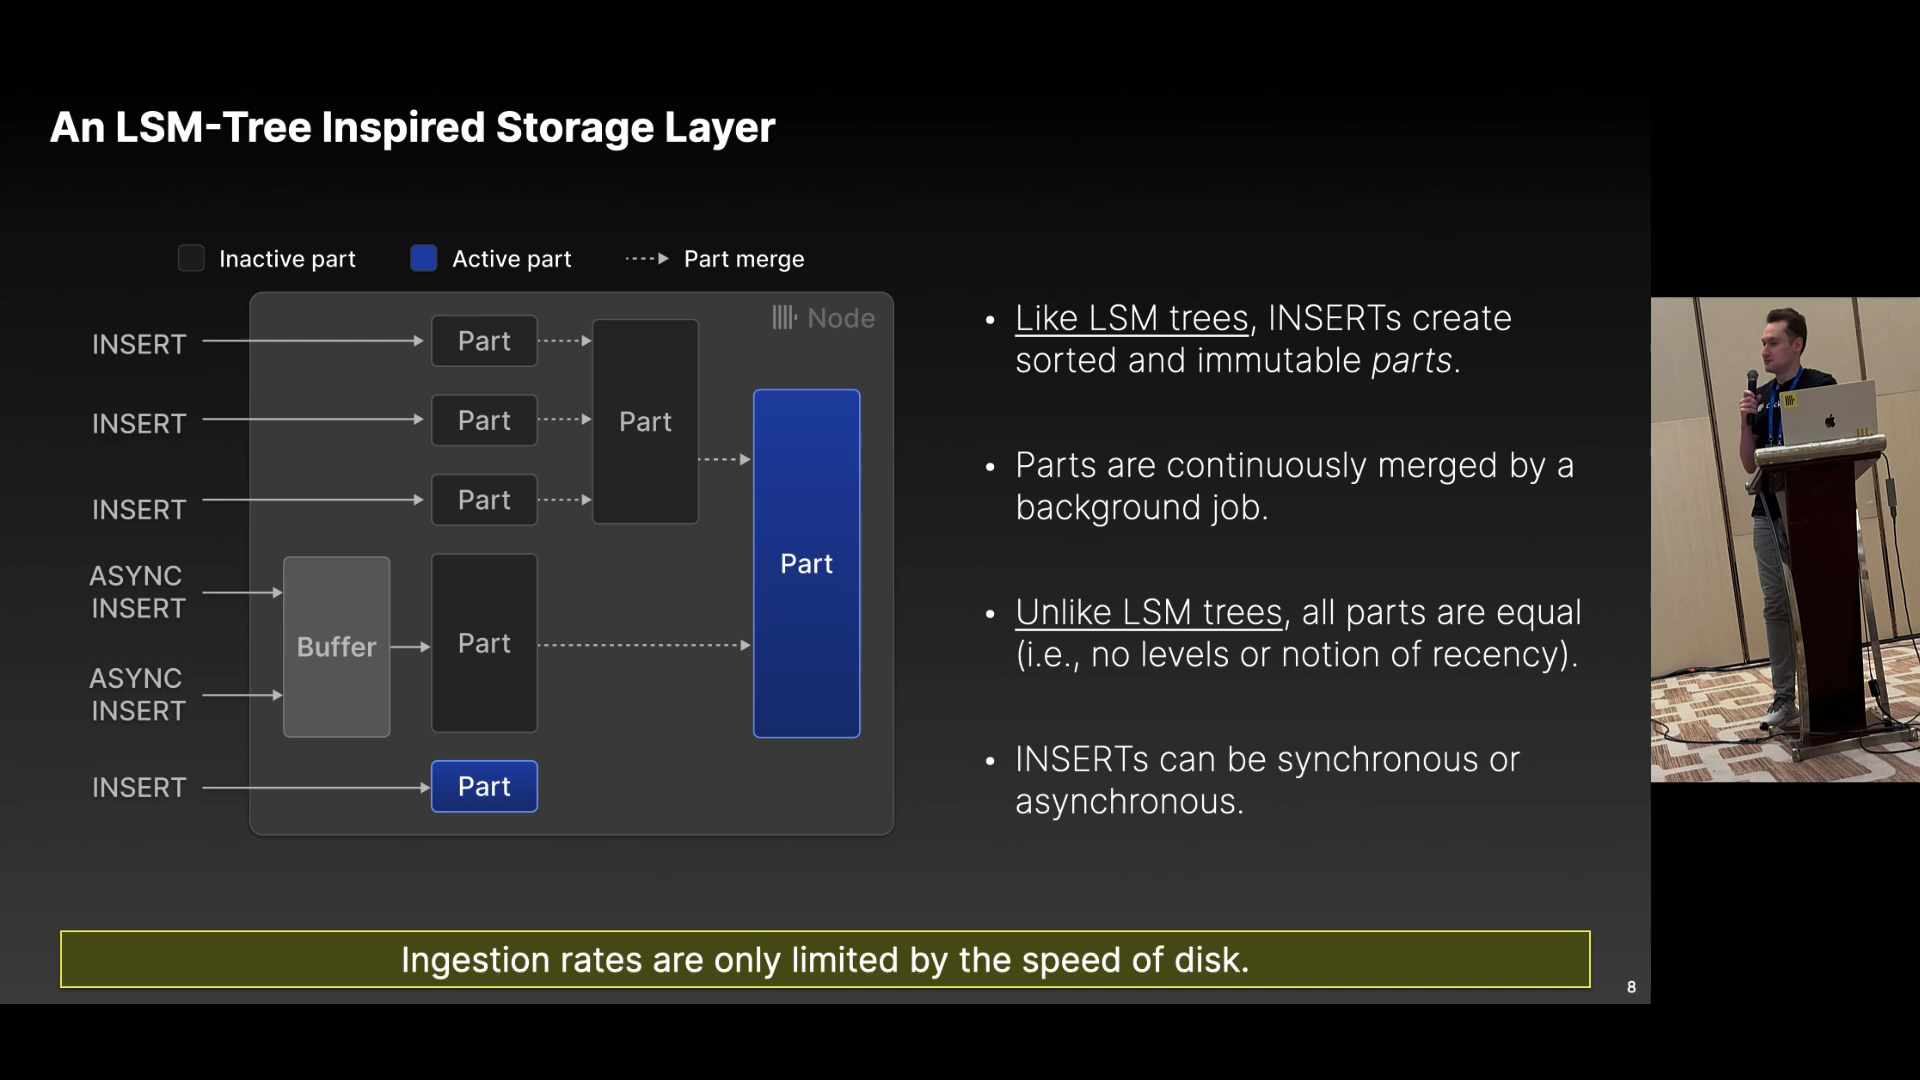 An LSM-Tree Inspired Storage Layer
Inactive part
Active part
Part merge
Node
INSERT
Part
INSERT
Part
Part
INSERT
Part
ASYNC
INSERT
Buffer
Part
Part
ASYNC
INSERT
INSERT
Part
• Like LSM trees, INSERTs create
sorted and immutable parts.
• Parts are continuously merged by a
background job.
• Unlike LSM trees, all parts are equal
(i.e., no levels or notion of recency).
• INSERTs can be synchronous or
asynchronous.
Ingestion rates are only limited by the speed of disk.
8